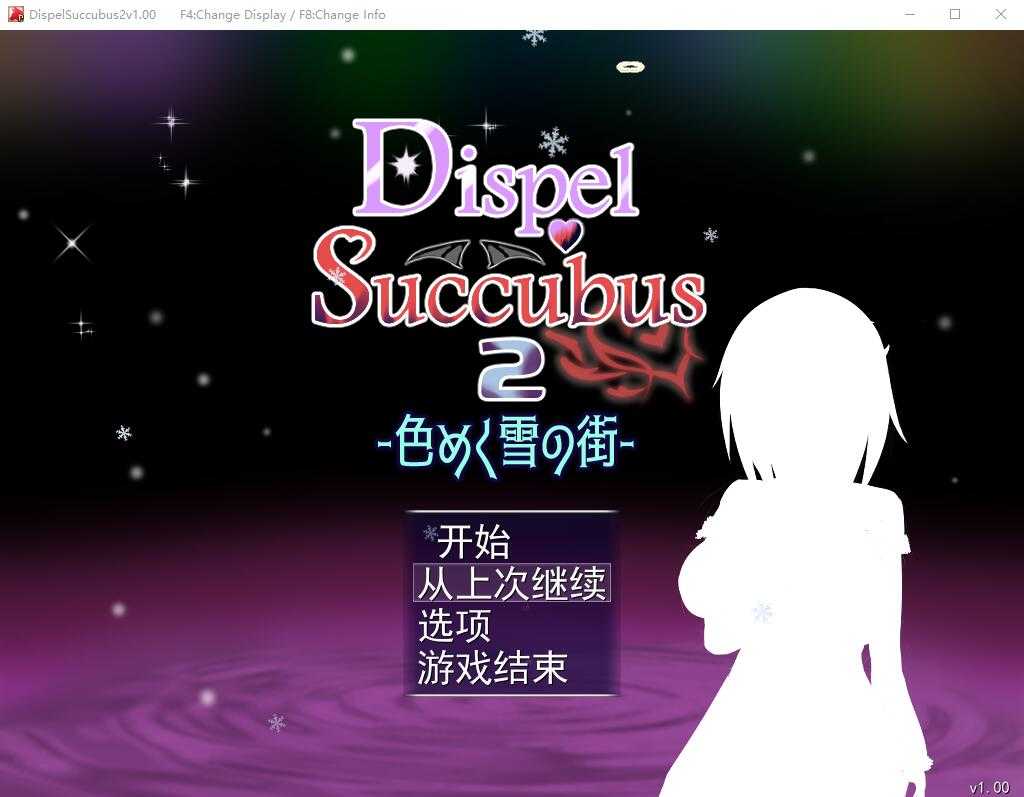 DispelSuccubus2v1.00 F4:Change Display / F8:Change Info
Dispel
Succubus
2
-色めく雪の街-
开始
从上次继续
选项
游戏结束
v1.00